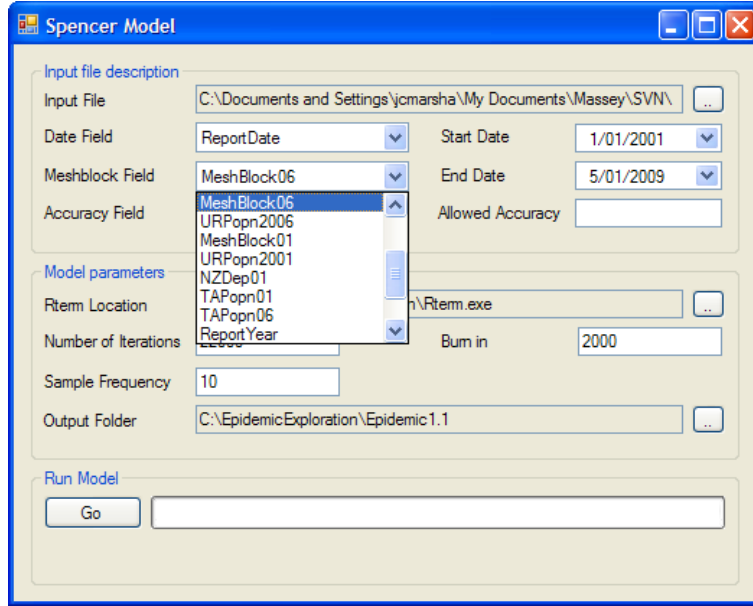 Spencer Model
Input file description
Input File C:\Documents and Settings\jcmarsha\My Documents\Massey\SVN\ ..
Date Field ReportDate Start Date 1/01/2001
Meshblock Field MeshBlock06 End Date 5/01/2009
Accuracy Field Allowed Accuracy
MeshBlock06
URPopn2006
MeshBlock01
URPopn2001
NZDep01
TAPopn01
TAPopn06
ReportYear
Model parameters
Rterm Location \Rterm.exe ..
Number of Iterations Burn in 2000
Sample Frequency 10
Output Folder C:\EpidemicExploration\Epidemic1.1 ..
Run Model
Go